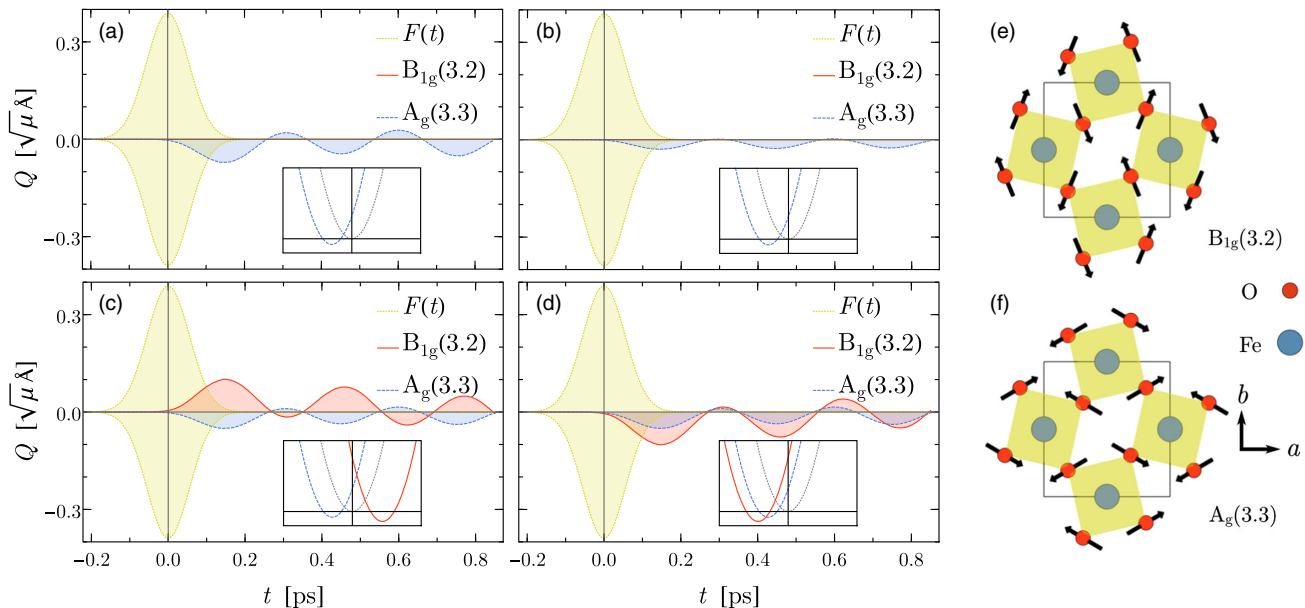 (a)
F(t)
B1g(3.2)
Ag(3.3)
Q [√μ Å]
0.3
0.0
−0.3
(b)
F(t)
B1g(3.2)
Ag(3.3)
(c)
F(t)
B1g(3.2)
Ag(3.3)
Q [√μ Å]
0.3
0.0
−0.3
−0.2 0.0 0.2 0.4 0.6 0.8
t [ps]
(d)
F(t)
B1g(3.2)
Ag(3.3)
−0.2 0.0 0.2 0.4 0.6 0.8
t [ps]
(e)
B1g(3.2)
O
Fe
b
a
(f)
Ag(3.3)